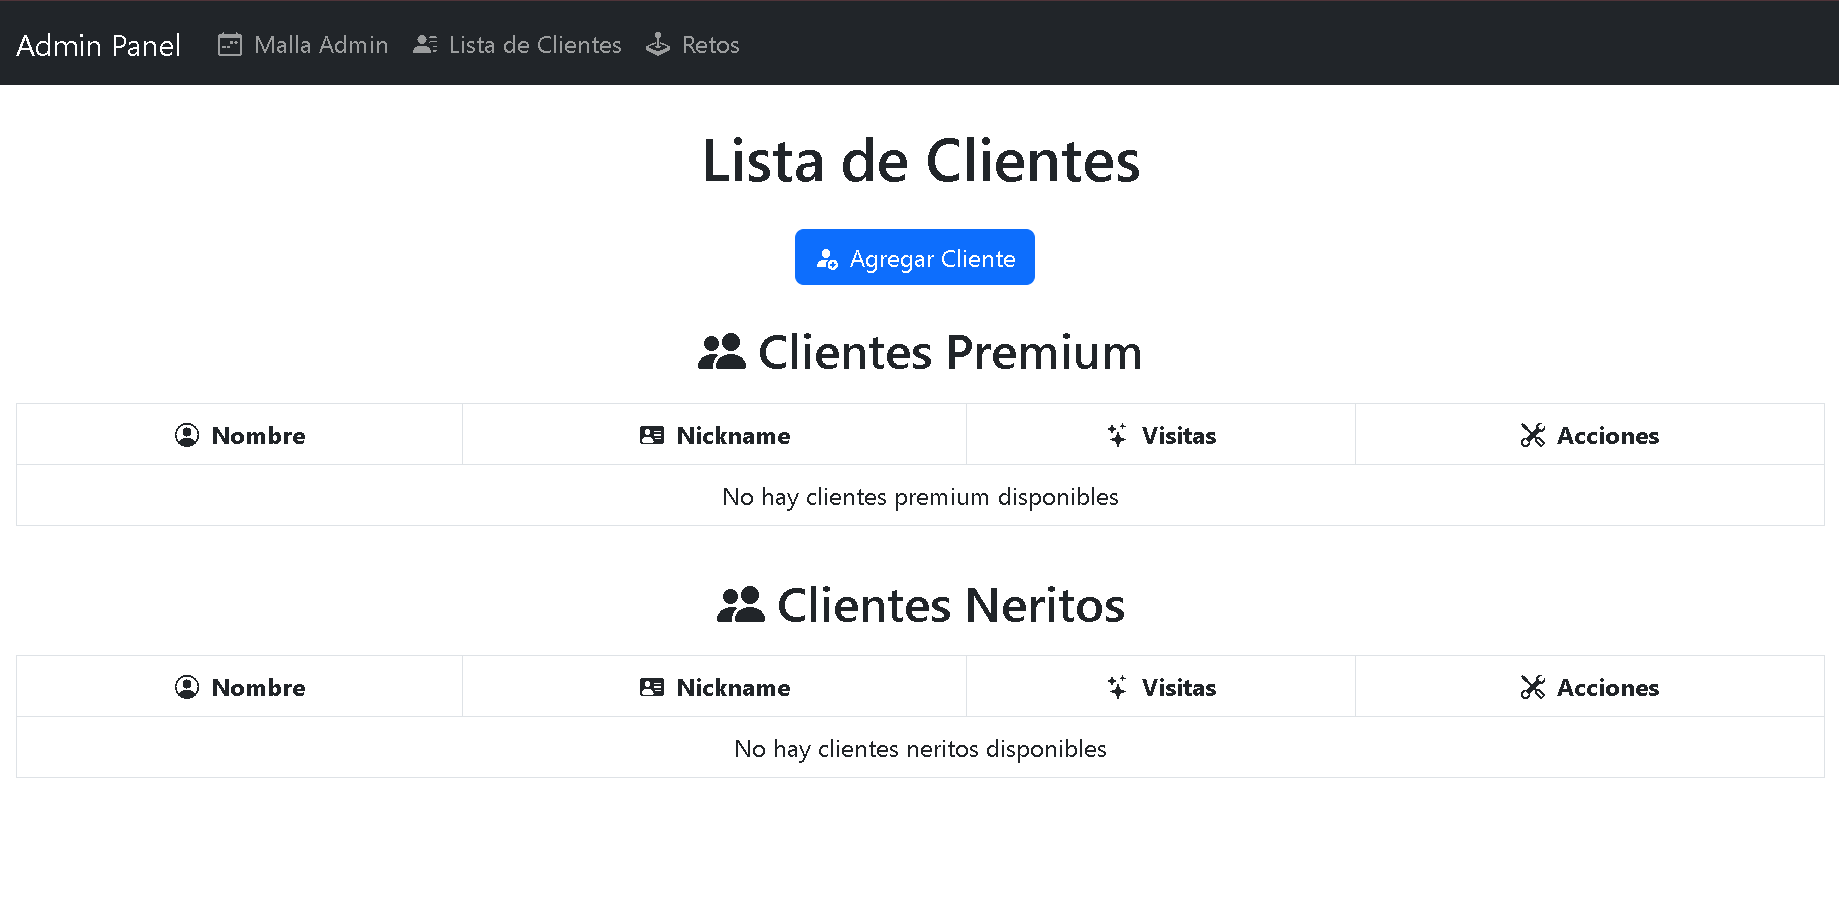 Admin Panel Malla Admin Lista de Clientes Retos
Lista de Clientes
Agregar Cliente
Clientes Premium
Nombre Nickname Visitas Acciones
No hay clientes premium disponibles
Clientes Neritos
Nombre Nickname Visitas Acciones
No hay clientes neritos disponibles